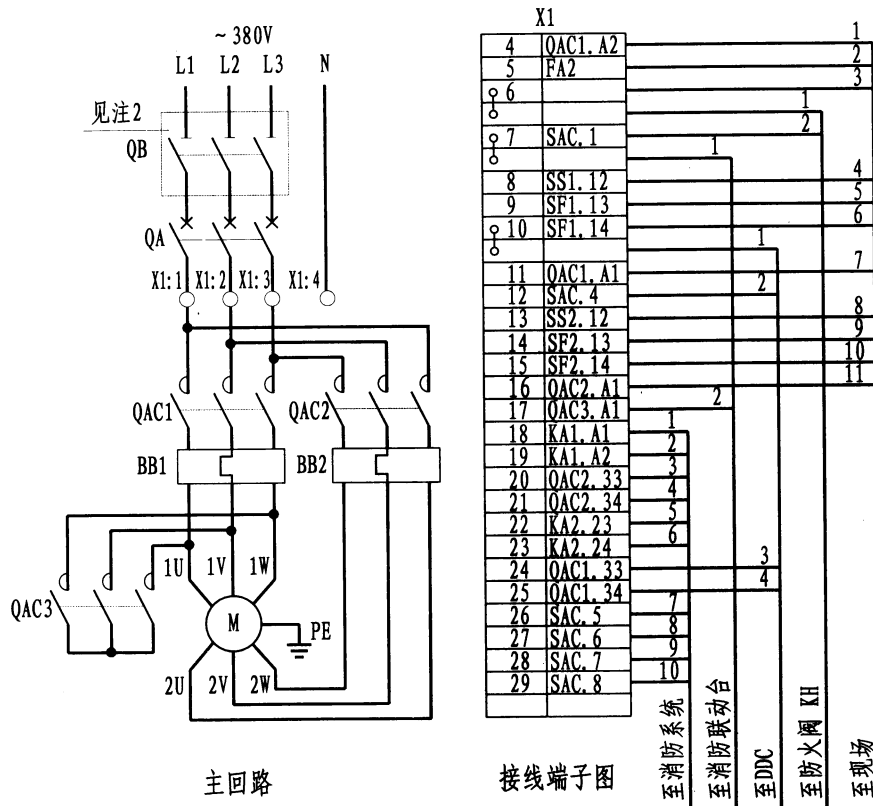 ~380V
L1 L2 L3 N
见注2
QB
QA
X1:1 X1:2 X1:3 X1:4
QAC1 QAC2
BB1 BB2
1U 1V 1W
QAC3
M
PE
2U 2V 2W
主回路
X1
4 QAC1.A2 1
5 FA2 2
6 3
1
7 SAC.1 2
1
8 SS1.12 4
9 SF1.13 5
10 SF1.14 6
1
11 QAC1.A1 7
12 SAC.4 2
13 SS2.12 8
14 SF2.13 9
15 SF2.14 10
16 QAC2.A1 11
17 QAC3.A1 2
18 KA1.A1 1
19 KA1.A2 2
20 QAC2.33 3
21 QAC2.34 4
22 KA2.23 5
23 KA2.24 6
24 QAC1.33 3
25 QAC1.34 4
26 SAC.5 7
27 SAC.6 8
28 SAC.7 9
29 SAC.8 10
至消防系统
至消防联动台
至DDC
至防火阀 KH
至现场
接线端子图